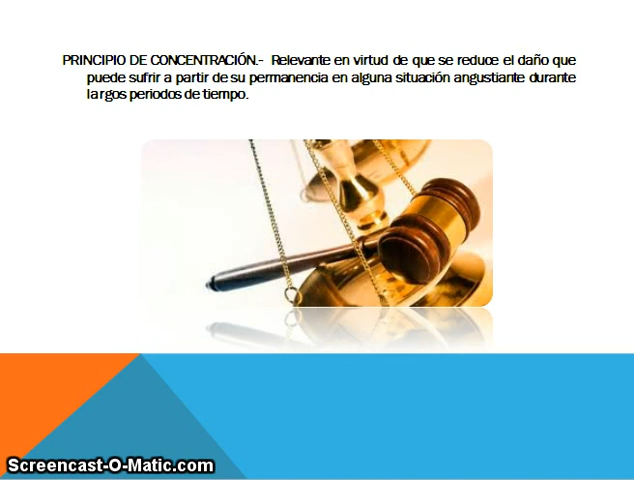 PRINCIPIO DE CONCENTRACIÓN.- Relevante en virtud de que se reduce el daño que
puede sufrir a partir de su permanencia en alguna situación angustiante durante
largos periodos de tiempo.
Screencast-O-Matic.com